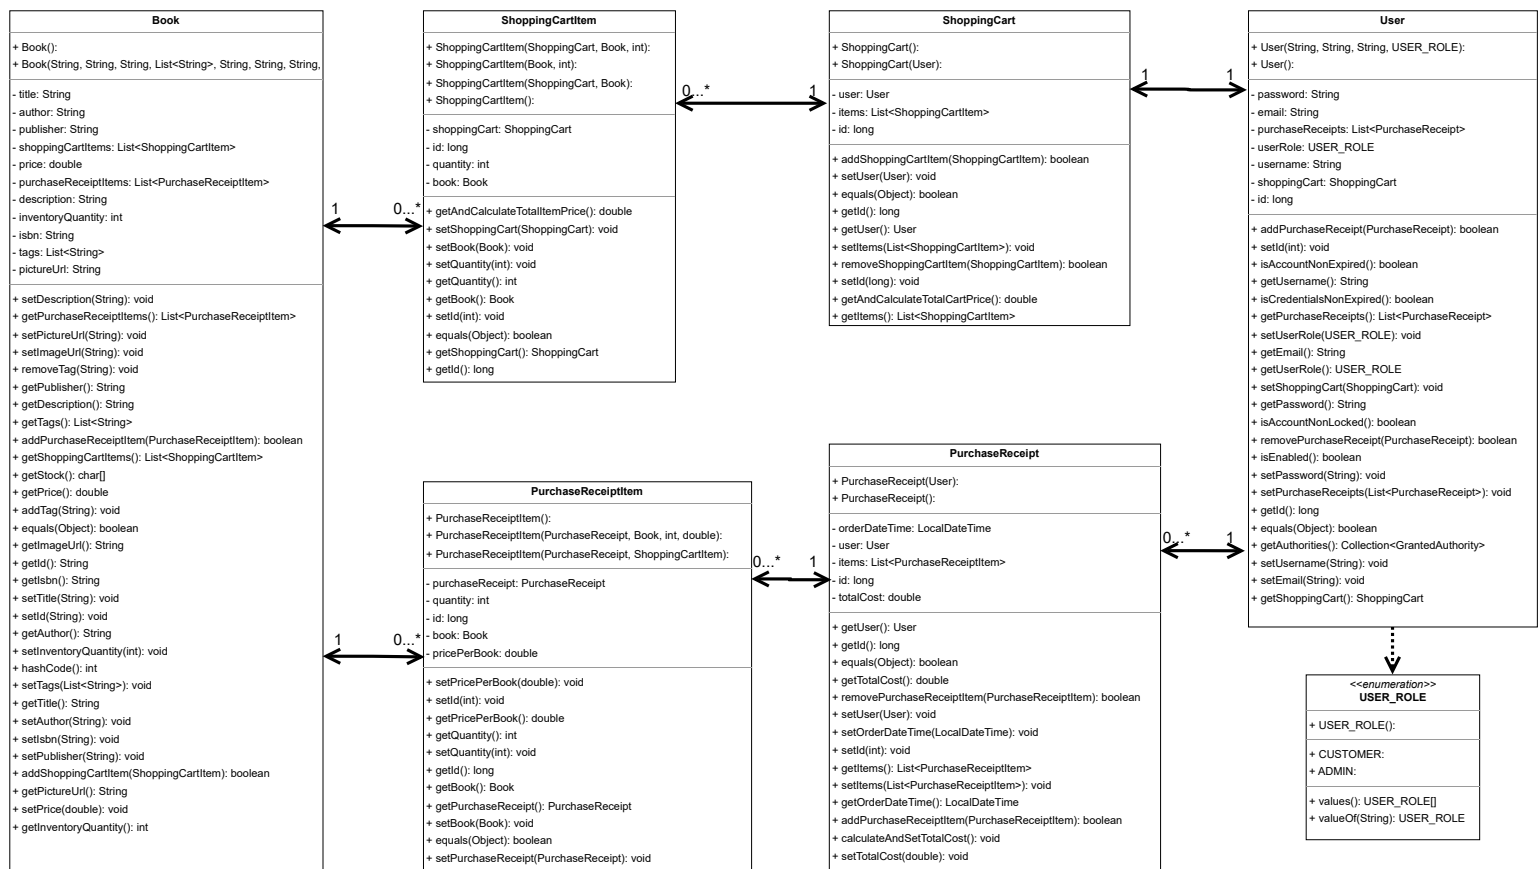 Book
+ Book():
+ Book(String, String, String, List<String>, String, String, String,
- title: String
- author: String
- publisher: String
- shoppingCartItems: List<ShoppingCartItem>
- price: double
- purchaseReceiptItems: List<PurchaseReceiptItem>
- description: String
- inventoryQuantity: int
- isbn: String
- tags: List<String>
- pictureUrl: String
+ setDescription(String): void
+ getPurchaseReceiptItems(): List<PurchaseReceiptItem>
+ setPictureUrl(String): void
+ setImageUrl(String): void
+ removeTag(String): void
+ getPublisher(): String
+ getDescription(): String
+ getTags(): List<String>
+ addPurchaseReceiptItem(PurchaseReceiptItem): boolean
+ getShoppingCartItems(): List<ShoppingCartItem>
+ getStock(): char[]
+ getPrice(): double
+ addTag(String): void
+ equals(Object): boolean
+ getImageUrl(): String
+ getId(): String
+ getIsbn(): String
+ setTitle(String): void
+ setId(String): void
+ getAuthor(): String
+ setInventoryQuantity(int): void
+ hashCode(): int
+ setTags(List<String>): void
+ getTitle(): String
+ setAuthor(String): void
+ setIsbn(String): void
+ setPublisher(String): void
+ addShoppingCartItem(ShoppingCartItem): boolean
+ getPictureUrl(): String
+ setPrice(double): void
+ getInventoryQuantity(): int
1
0...*
1
0...*
ShoppingCartItem
+ ShoppingCartItem(ShoppingCart, Book, int):
+ ShoppingCartItem(Book, int):
+ ShoppingCartItem(ShoppingCart, Book):
+ ShoppingCartItem():
- shoppingCart: ShoppingCart
- id: long
- quantity: int
- book: Book
+ getAndCalculateTotalItemPrice(): double
+ setShoppingCart(ShoppingCart): void
+ setBook(Book): void
+ setQuantity(int): void
+ getQuantity(): int
+ getBook(): Book
+ setId(int): void
+ equals(Object): boolean
+ getShoppingCart(): ShoppingCart
+ getId(): long
0...*
1
PurchaseReceiptItem
+ PurchaseReceiptItem():
+ PurchaseReceiptItem(PurchaseReceipt, Book, int, double):
+ PurchaseReceiptItem(PurchaseReceipt, ShoppingCartItem):
- purchaseReceipt: PurchaseReceipt
- quantity: int
- id: long
- book: Book
- pricePerBook: double
+ setPricePerBook(double): void
+ setId(int): void
+ getPricePerBook(): double
+ getQuantity(): int
+ setQuantity(int): void
+ getId(): long
+ getBook(): Book
+ getPurchaseReceipt(): PurchaseReceipt
+ setBook(Book): void
+ equals(Object): boolean
+ setPurchaseReceipt(PurchaseReceipt): void
0...*
1
ShoppingCart
+ ShoppingCart():
+ ShoppingCart(User):
- user: User
- items: List<ShoppingCartItem>
- id: long
+ addShoppingCartItem(ShoppingCartItem): boolean
+ setUser(User): void
+ equals(Object): boolean
+ getId(): long
+ getUser(): User
+ setItems(List<ShoppingCartItem>): void
+ removeShoppingCartItem(ShoppingCartItem): boolean
+ setId(long): void
+ getAndCalculateTotalCartPrice(): double
+ getItems(): List<ShoppingCartItem>
1
1
PurchaseReceipt
+ PurchaseReceipt(User):
+ PurchaseReceipt():
- orderDateTime: LocalDateTime
- user: User
- items: List<PurchaseReceiptItem>
- id: long
- totalCost: double
+ getUser(): User
+ getId(): long
+ equals(Object): boolean
+ getTotalCost(): double
+ removePurchaseReceiptItem(PurchaseReceiptItem): boolean
+ setUser(User): void
+ setOrderDateTime(LocalDateTime): void
+ setId(int): void
+ getItems(): List<PurchaseReceiptItem>
+ setItems(List<PurchaseReceiptItem>): void
+ getOrderDateTime(): LocalDateTime
+ addPurchaseReceiptItem(PurchaseReceiptItem): boolean
+ calculateAndSetTotalCost(): void
+ setTotalCost(double): void
0...*
1
User
+ User(String, String, String, USER_ROLE):
+ User():
- password: String
- email: String
- purchaseReceipts: List<PurchaseReceipt>
- userRole: USER_ROLE
- username: String
- shoppingCart: ShoppingCart
- id: long
+ addPurchaseReceipt(PurchaseReceipt): boolean
+ setId(int): void
+ isAccountNonExpired(): boolean
+ getUsername(): String
+ isCredentialsNonExpired(): boolean
+ getPurchaseReceipts(): List<PurchaseReceipt>
+ setUserRole(USER_ROLE): void
+ getEmail(): String
+ getUserRole(): USER_ROLE
+ setShoppingCart(ShoppingCart): void
+ getPassword(): String
+ isAccountNonLocked(): boolean
+ removePurchaseReceipt(PurchaseReceipt): boolean
+ isEnabled(): boolean
+ setPassword(String): void
+ setPurchaseReceipts(List<PurchaseReceipt>): void
+ getId(): long
+ equals(Object): boolean
+ getAuthorities(): Collection<GrantedAuthority>
+ setUsername(String): void
+ setEmail(String): void
+ getShoppingCart(): ShoppingCart
<<enumeration>>
USER_ROLE
+ USER_ROLE():
+ CUSTOMER:
+ ADMIN:
+ values(): USER_ROLE[]
+ valueOf(String): USER_ROLE